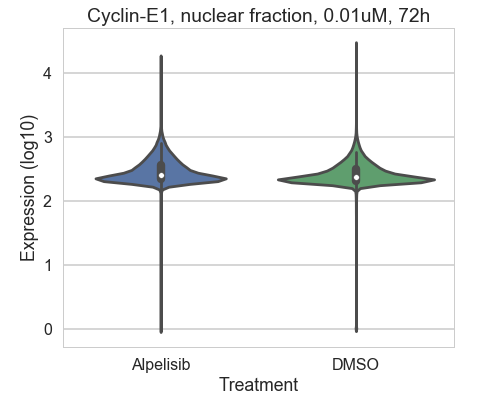 Cyclin-E1, nuclear fraction, 0.01uM, 72h
Expression (log10)
4
3
2
1
0
Alpelisib
DMSO
Treatment